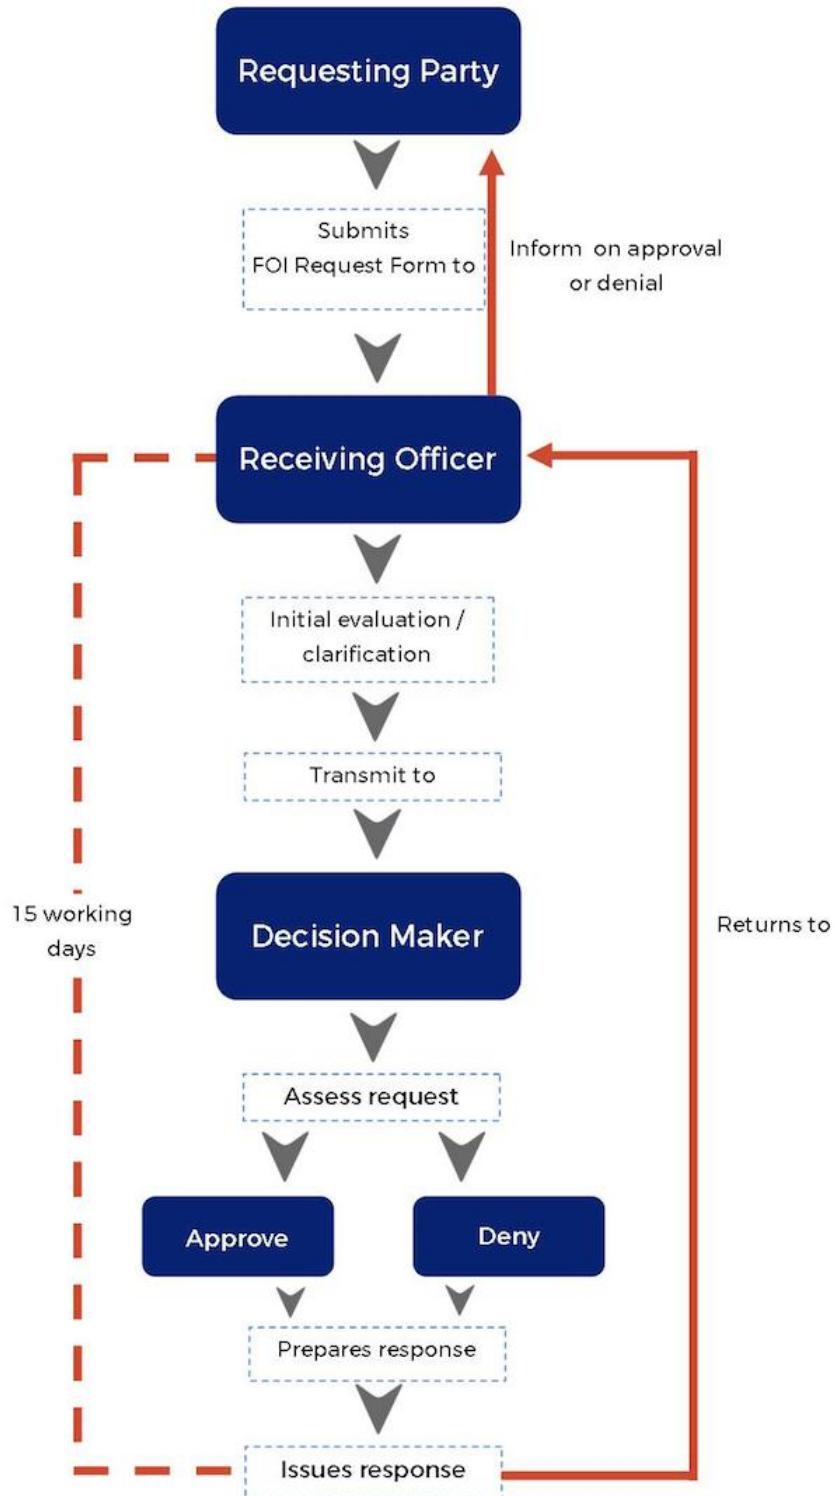 Requesting Party
Submits
FOI Request Form to
Inform on approval
or denial
Receiving Officer
Initial evaluation /
clarification
Transmit to
15 working
days
Decision Maker
Returns to
Assess request
Approve
Deny
Prepares response
Issues response